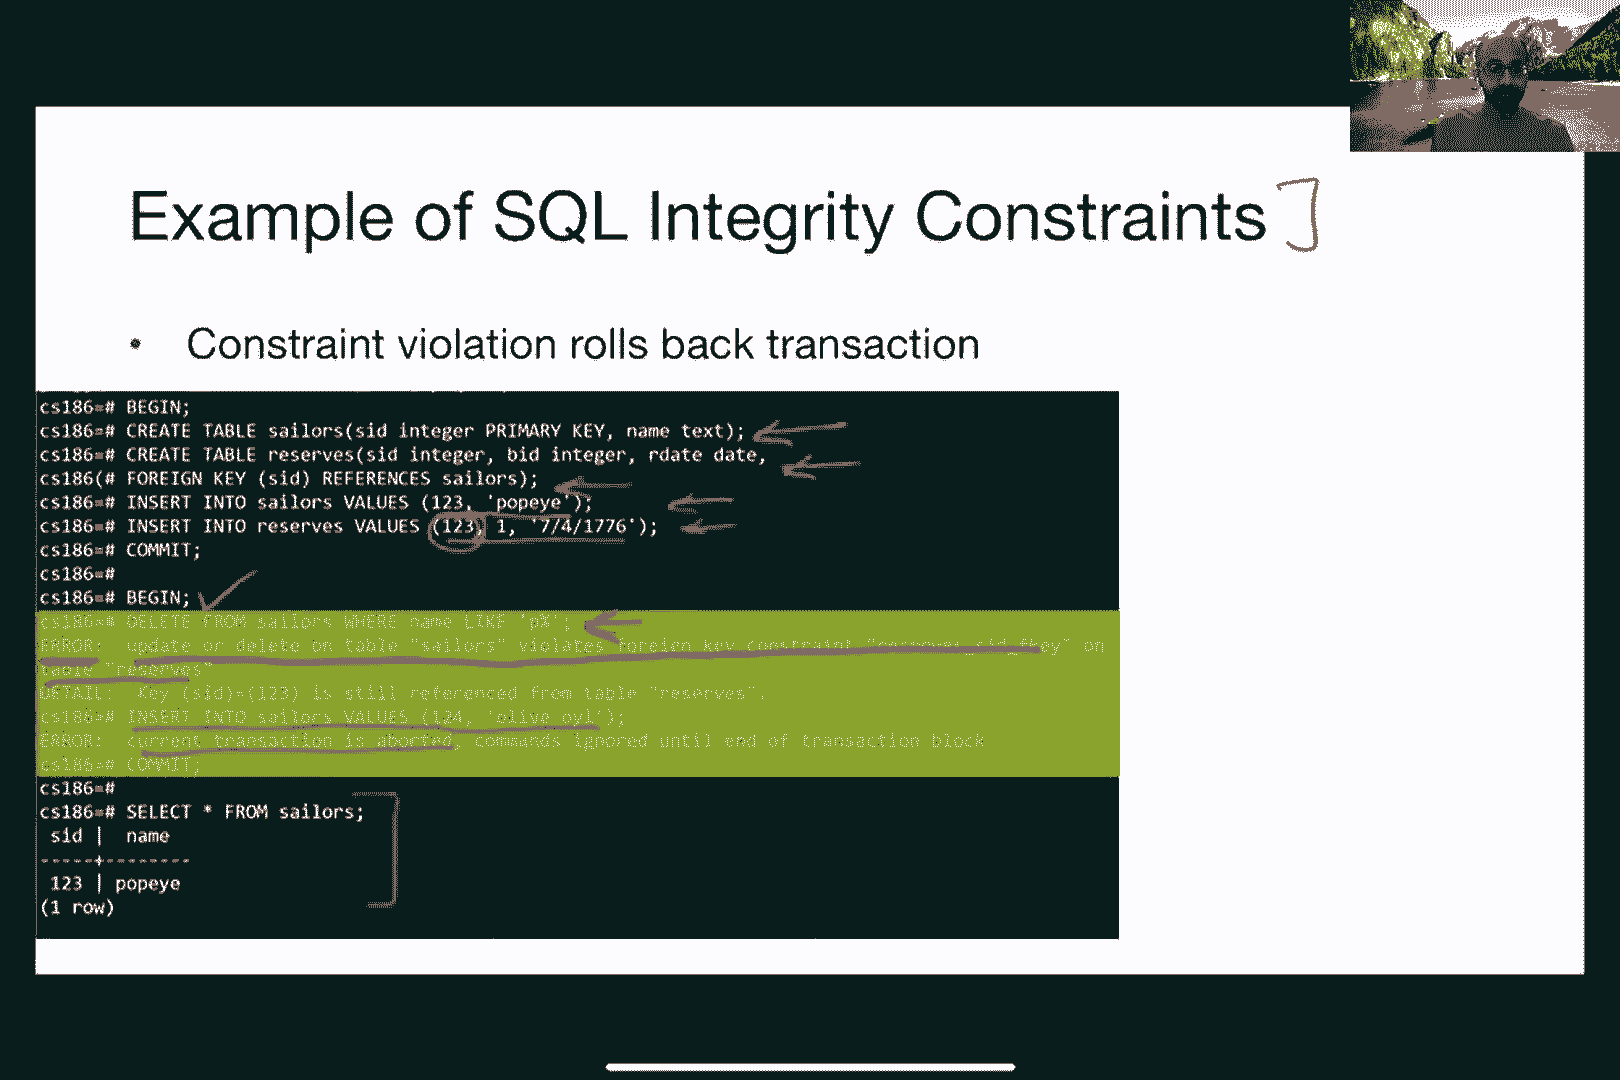 Example of SQL Integrity Constraints
• Constraint violation rolls back transaction
cs186=# BEGIN;
cs186=# CREATE TABLE sailors(sid integer PRIMARY KEY, name text);
cs186=# CREATE TABLE reserves(sid integer, bid integer, rdate date,
cs186(# FOREIGN KEY (sid) REFERENCES sailors);
cs186=# INSERT INTO sailors VALUES (123, 'popeye');
cs186=# INSERT INTO reserves VALUES (123, 1, '7/4/1776');
cs186=# COMMIT;
cs186=#
cs186=# BEGIN;
cs186=# DELETE FROM sailors WHERE name LIKE 'p%';
ERROR:  update or delete on table "sailors" violates foreign key constraint "reserves_sid_fkey" on
table "reserves"
DETAIL:  Key (sid)=(123) is still referenced from table "reserves".
cs186=# INSERT INTO sailors VALUES (124, 'olive oyl');
ERROR:  current transaction is aborted, commands ignored until end of transaction block
cs186=# COMMIT;
cs186=#
cs186=# SELECT * FROM sailors;
sid |  name
-----+--------
123 | popeye
(1 row)